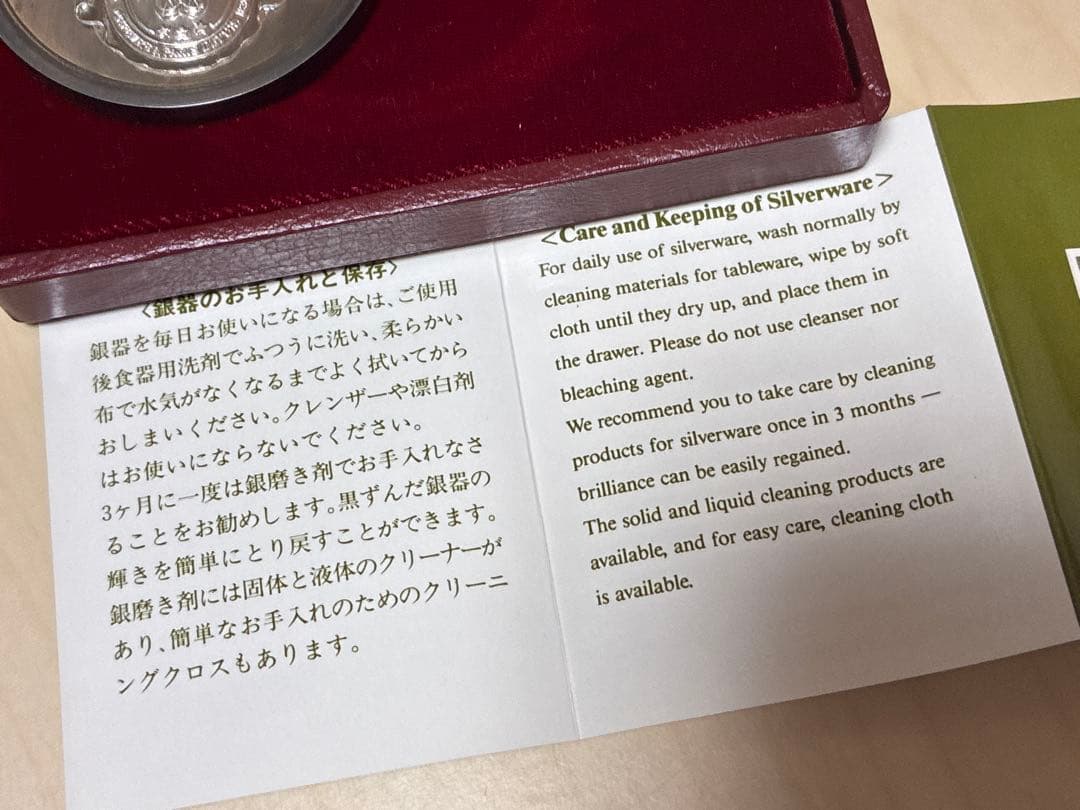 〈銀器のお手入れと保存〉
銀器を毎日お使いになる場合は、ご使用
後食器用洗剤でふつうに洗い、柔らかい
布で水気がなくなるまでよく拭いてから
おしまいください。クレンザーや漂白剤
はお使いにならないでください。
3ヶ月に一度は銀磨き剤でお手入れなさ
ることをお勧めします。黒ずんだ銀器の
輝きを簡単にとり戻すことができます。
銀磨き剤には固体と液体のクリーナーが
あり、簡単なお手入れのためのクリーニ
ングクロスもあります。
<Care and Keeping of Silverware>
For daily use of silverware, wash normally by
cleaning materials for tableware, wipe by soft
cloth until they dry up, and place them in
the drawer. Please do not use cleanser nor
bleaching agent.
We recommend you to take care by cleaning
products for silverware once in 3 months —
brilliance can be easily regained.
The solid and liquid cleaning products are
available, and for easy care, cleaning cloth
is available.